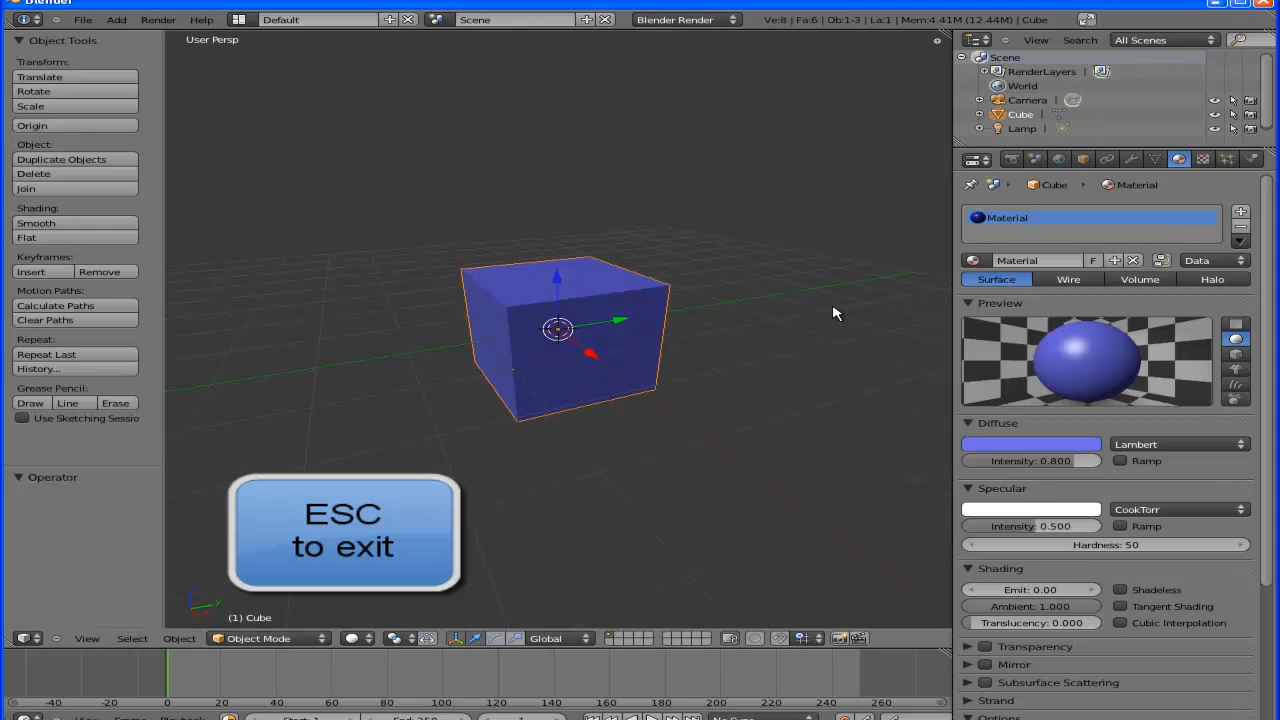 Blender
File Add Render Help Default Scene Blender Render Ve:8 | Fa:6 | Ob:1-3 | La:1 | Mem:4.41M (12.44M) | Cube
Object Tools
Transform:
Translate
Rotate
Scale
Origin
Object:
Duplicate Objects
Delete
Join
Shading:
Smooth
Flat
Keyframes:
Insert Remove
Motion Paths:
Calculate Paths
Clear Paths
Repeat:
Repeat Last
History...
Grease Pencil:
Draw Line Erase
Use Sketching Sessio
Operator
User Persp
ESC
to exit
(1) Cube
View Select Object Object Mode Global
-40 -20 0 20 40 60 80 100 120 140 160 180 200 220 240 260
View Search All Scenes
Scene
RenderLayers |
World
Camera |
Cube |
Lamp |
Cube Material
Material
Material F Data
Surface Wire Volume Halo
Preview
Diffuse
Lambert
Intensity: 0.800 Ramp
Specular
CookTorr
Intensity: 0.500 Ramp
Hardness: 50
Shading
Emit: 0.00 Shadeless
Ambient: 1.000 Tangent Shading
Translucency: 0.000 Cubic Interpolation
Transparency
Mirror
Subsurface Scattering
Strand
Options